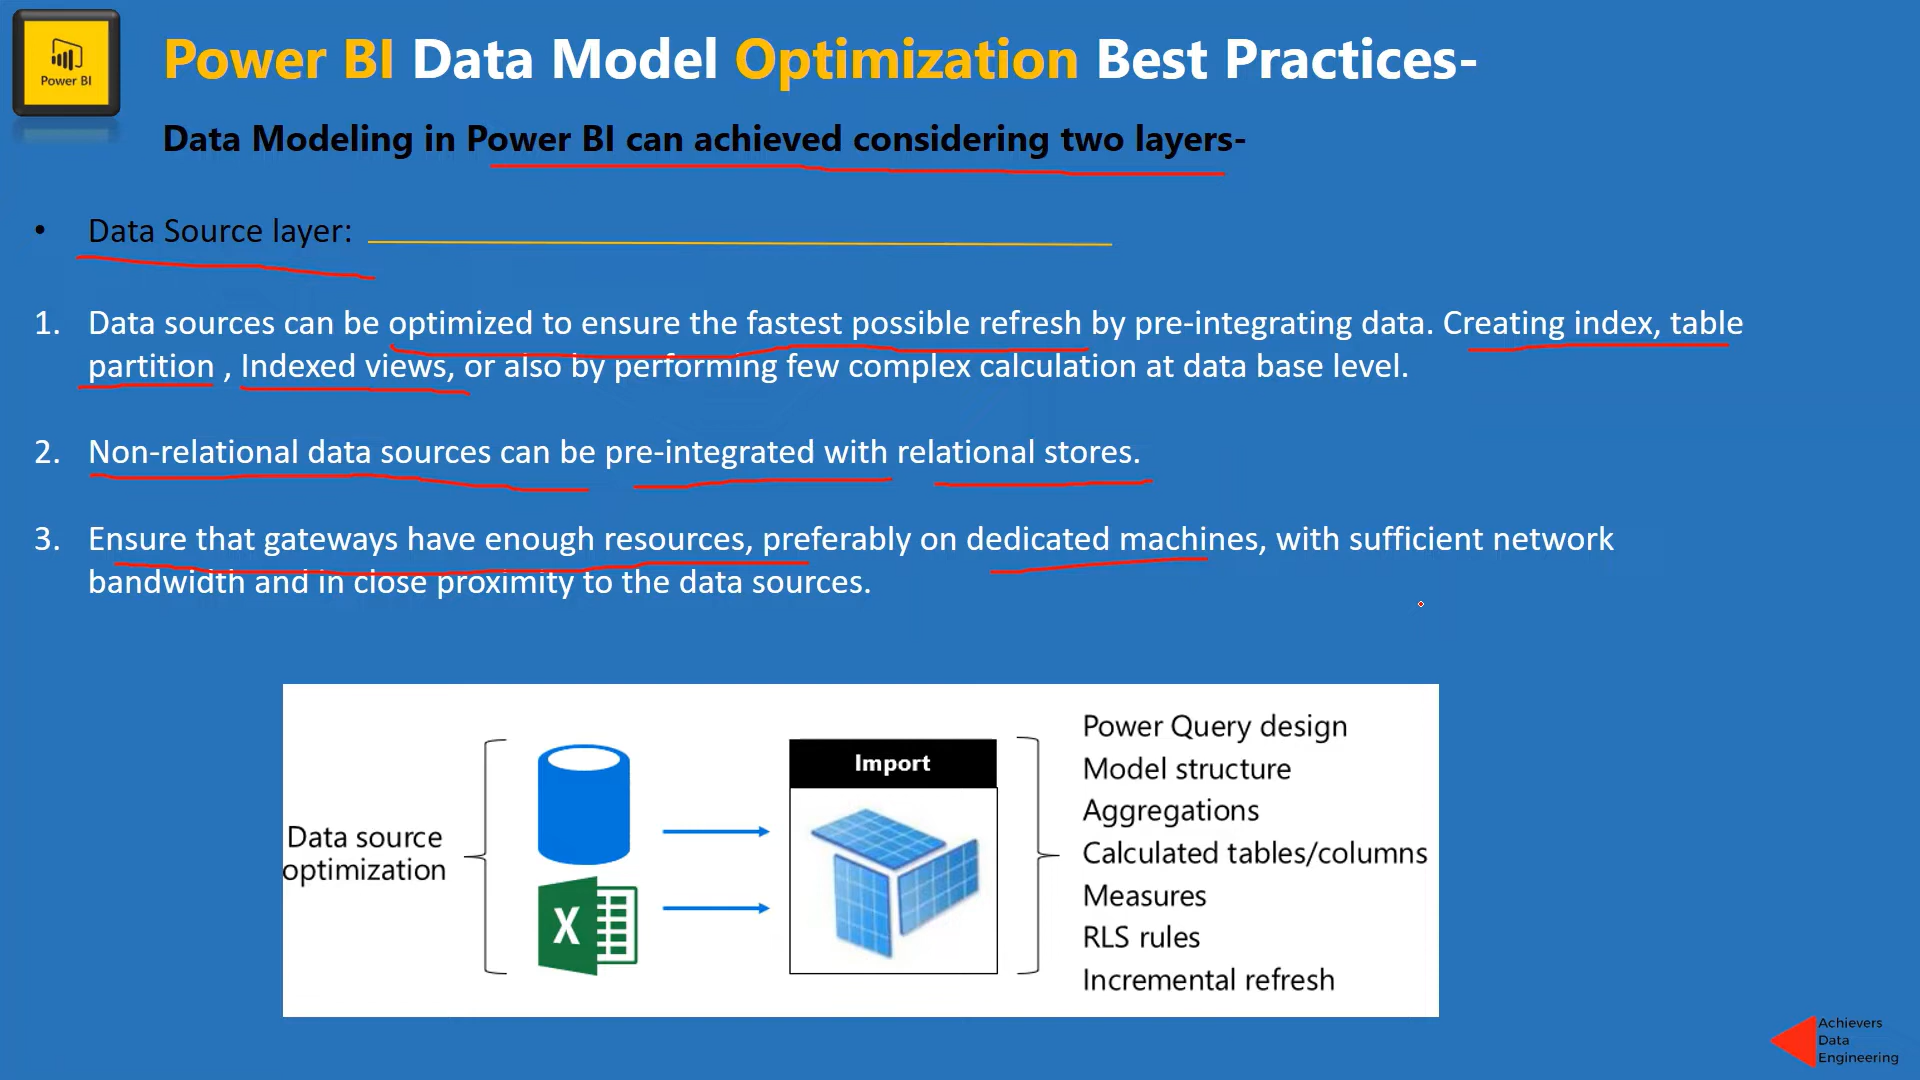 Power BI
Power BI Data Model Optimization Best Practices-
Data Modeling in Power BI can achieved considering two layers-
• Data Source layer:
1. Data sources can be optimized to ensure the fastest possible refresh by pre-integrating data. Creating index, table
partition , Indexed views, or also by performing few complex calculation at data base level.
2. Non-relational data sources can be pre-integrated with relational stores.
3. Ensure that gateways have enough resources, preferably on dedicated machines, with sufficient network
bandwidth and in close proximity to the data sources.
Data source
optimization
X
Import
Power Query design
Model structure
Aggregations
Calculated tables/columns
Measures
RLS rules
Incremental refresh
Achievers
Data
Engineering